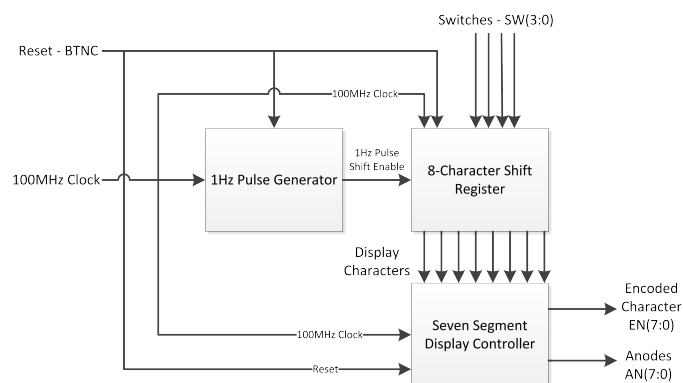 Switches - SW(3:0)
Reset - BTNC
100MHz Clock
1Hz Pulse
Shift Enable
100MHz Clock
1Hz Pulse Generator
8-Character Shift
Register
Display
Characters
Encoded
Character
EN(7:0)
Seven Segment
Display Controller
100MHz Clock
Anodes
AN(7:0)
Reset